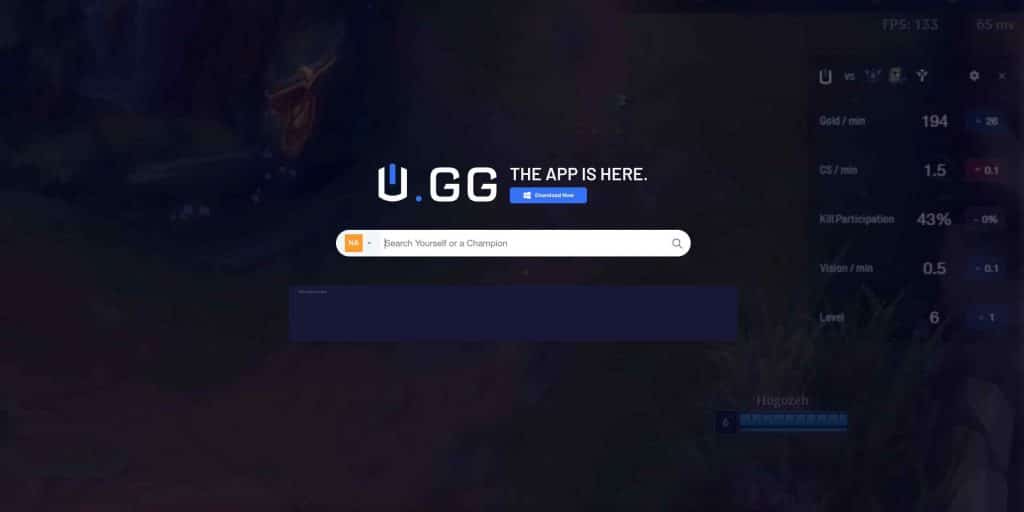 FPS: 133 65 mv
U vs
Gold / min 194 26
CS / min 1.5 0.1
Kill Participation 43% 0%
Vision / min 0.5 0.1
Level 6 1
U.GG THE APP IS HERE.
Download Now
NA Search Yourself or a Champion
Hogozeh
6